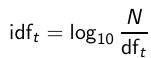 idf_t = log_10 N/df_t